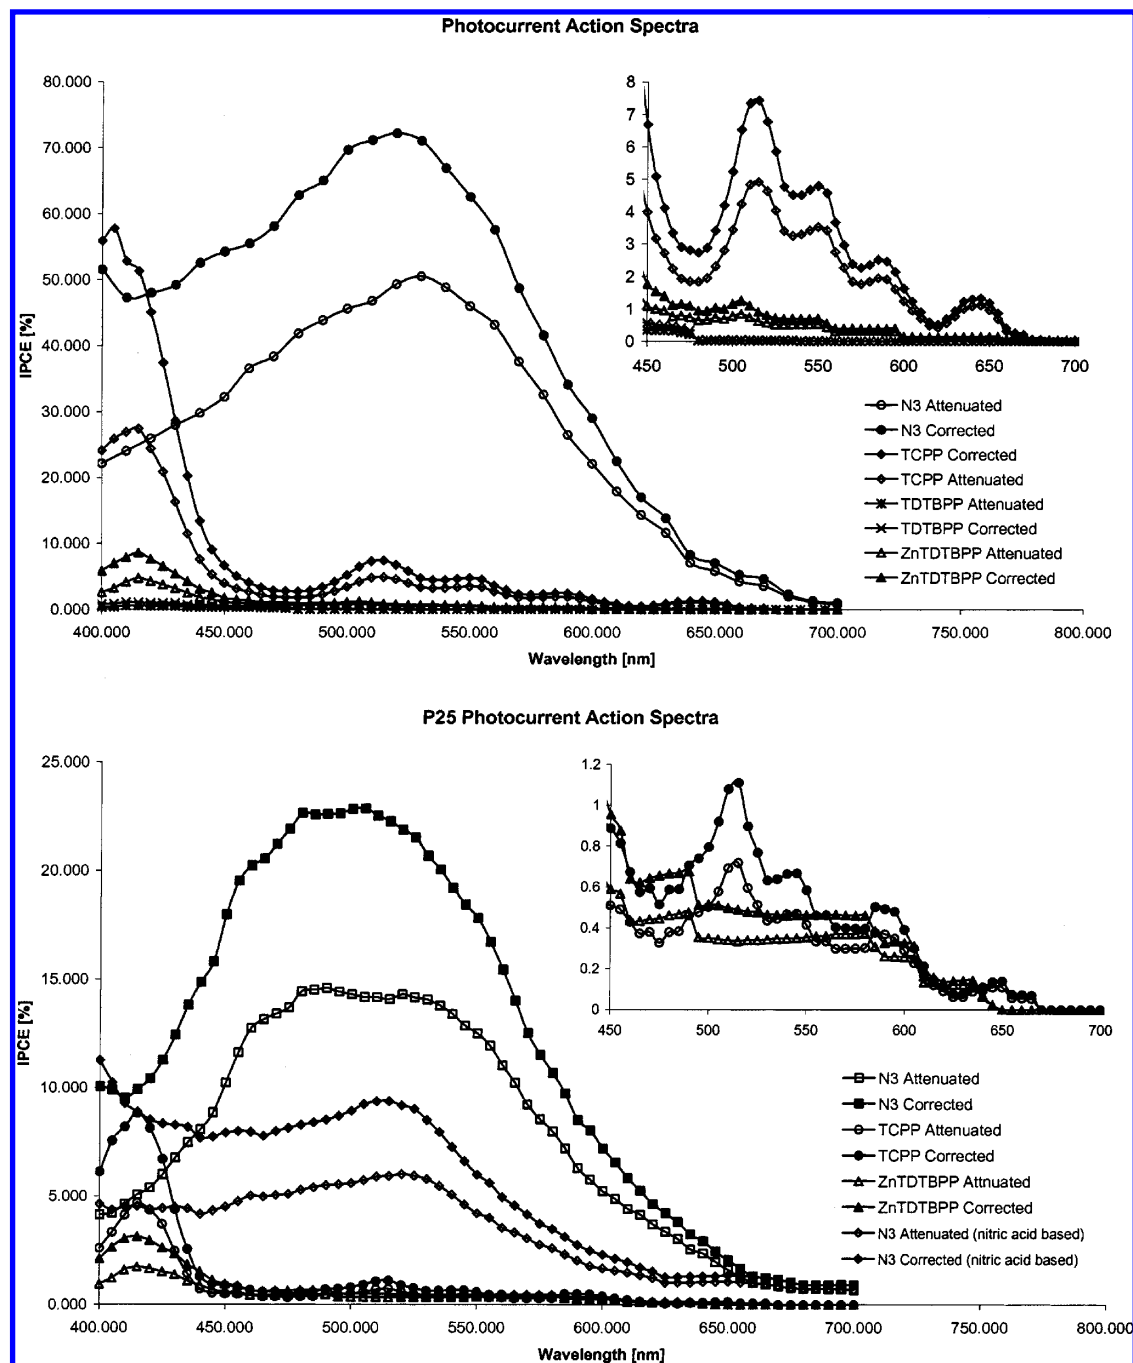 Photocurrent Action Spectra
80.000
70.000
60.000
50.000
40.000
30.000
20.000
10.000
0.000
IPCE [%]
400.000 450.000 500.000 550.000 600.000 650.000 700.000 750.000 800.000
Wavelength [nm]
8
7
6
5
4
3
2
1
0
450 500 550 600 650 700
N3 Attenuated
N3 Corrected
TCPP Corrected
TCPP Attenuated
TDTBPP Attenuated
TDTBPP Corrected
ZnTDTBPP Attenuated
ZnTDTBPP Corrected
P25 Photocurrent Action Spectra
25.000
20.000
15.000
10.000
5.000
0.000
IPCE [%]
400.000 450.000 500.000 550.000 600.000 650.000 700.000 750.000 800.000
Wavelength [nm]
1.2
1
0.8
0.6
0.4
0.2
0
450 500 550 600 650 700
N3 Attenuated
N3 Corrected
TCPP Attenuated
TCPP Corrected
ZnTDTBPP Attnuated
ZnTDTBPP Corrected
N3 Attenuated (nitric acid based)
N3 Corrected (nitric acid based)